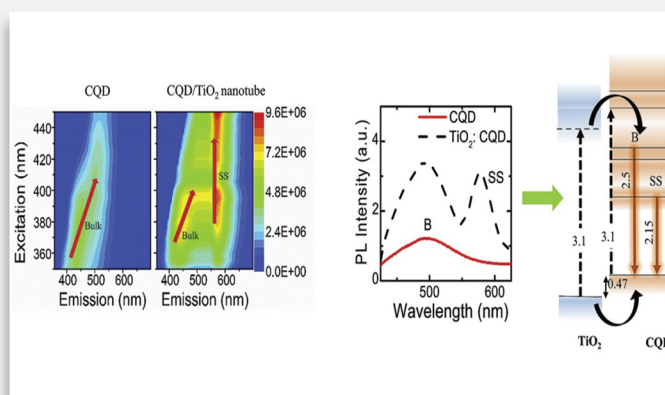 CQD
CQD/TiO₂ nanotube
440
420
400
380
360
Excitation (nm)
Bulk
400 500 600
Emission (nm)
Bulk
SS
400 500 600
Emission (nm)
9.6E+06
7.2E+06
4.8E+06
2.4E+06
0.0E+00
PL Intensity (a.u.)
4
2
0
CQD
TiO₂: CQD
SS
B
500 600
Wavelength (nm)
B
SS
2.5
2.15
3.1
3.1
0.47
TiO₂